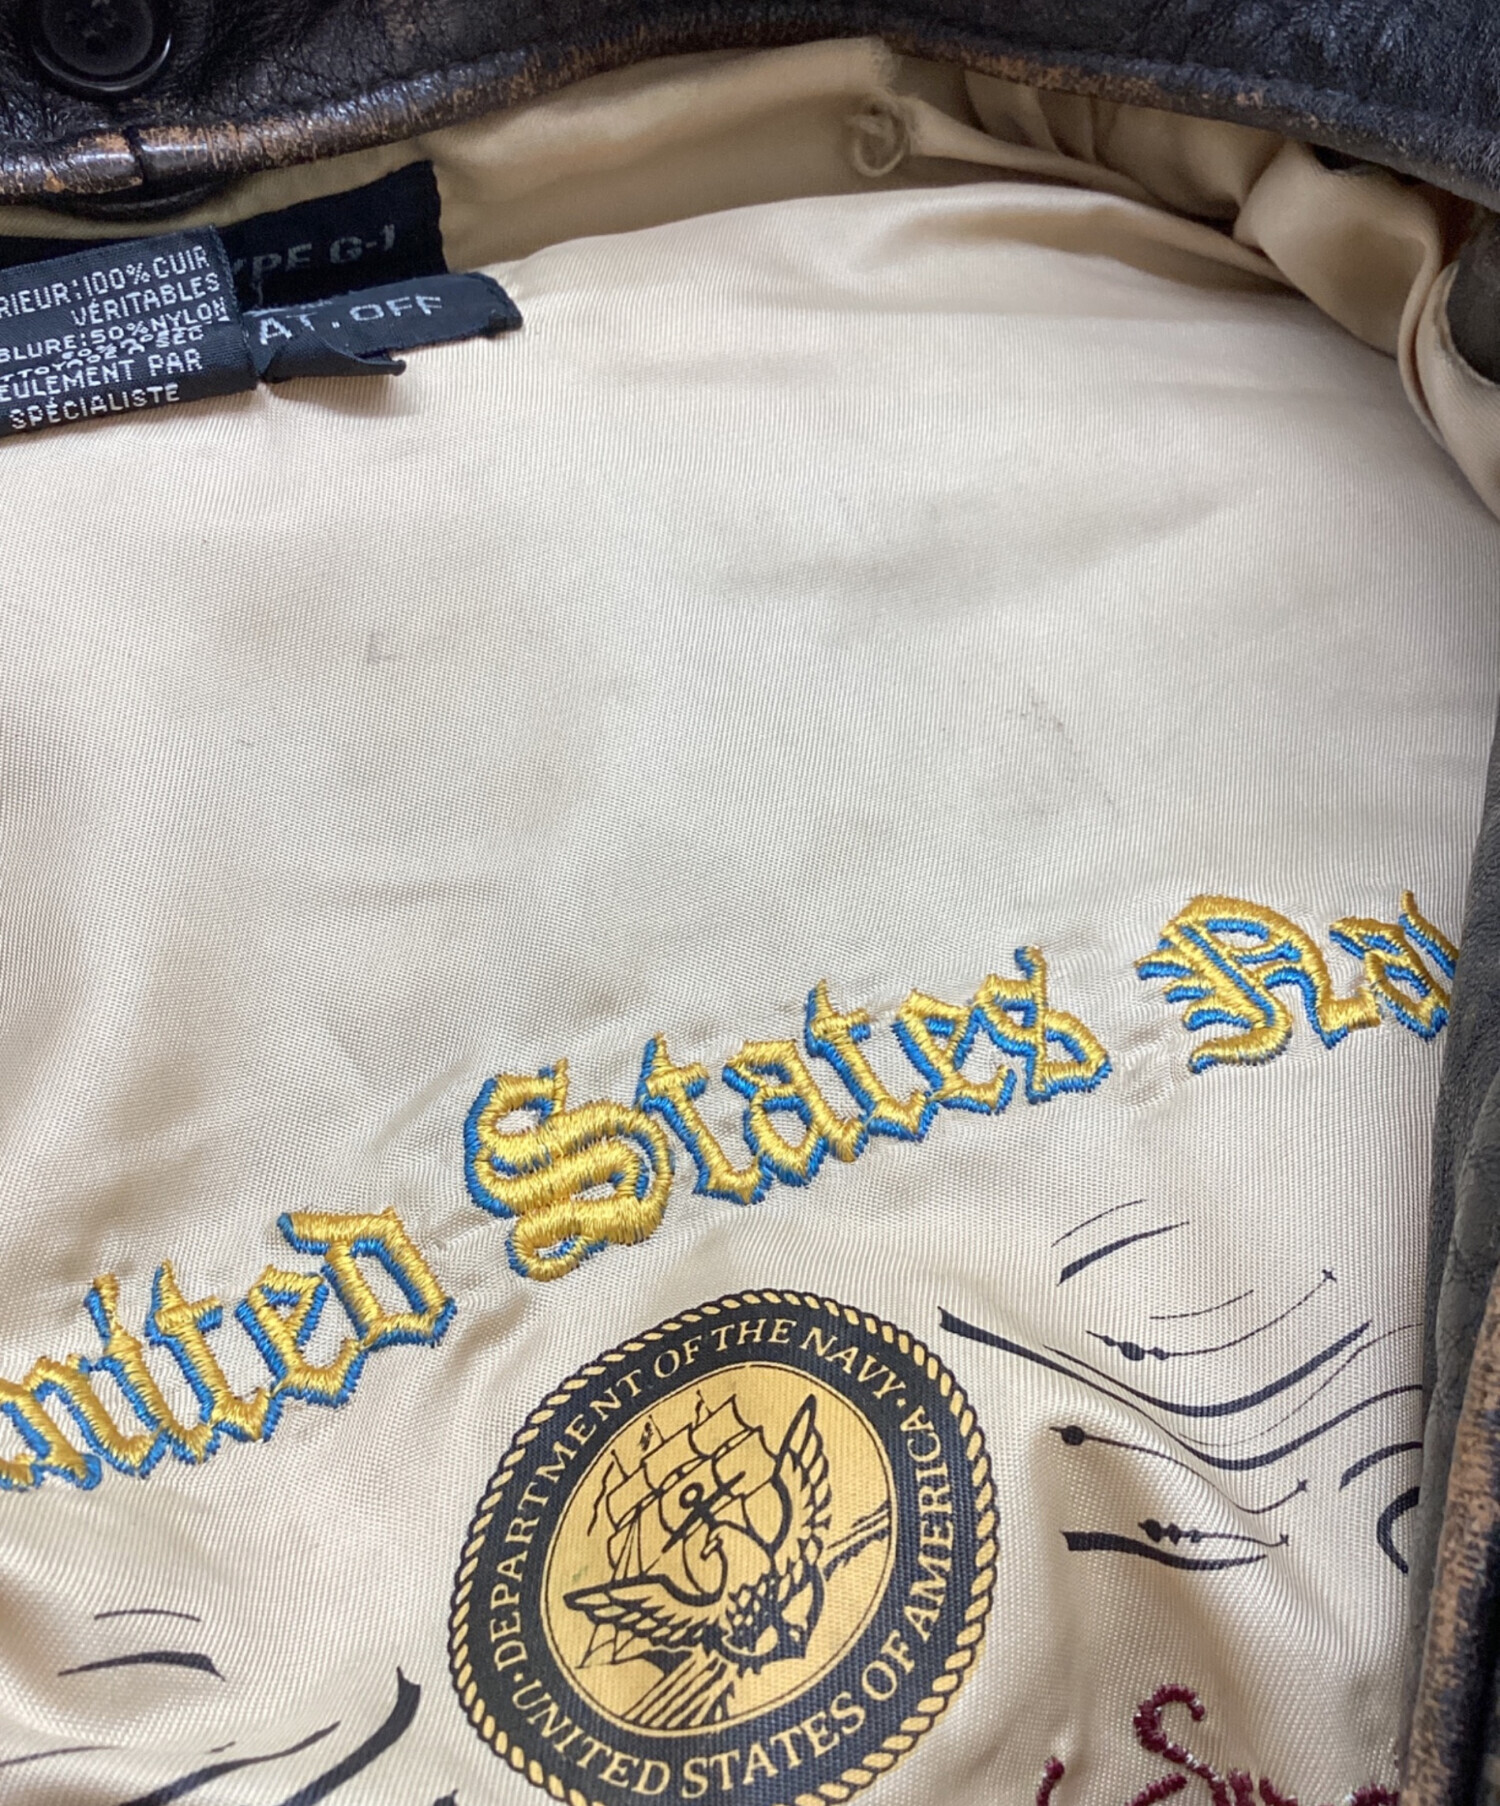 YPE G-1
AT. OFF
RIEUR:100%CUIR
VÉRITABLES
BLURE:50%NYLON
EULEMENT PAR
SPÉCIALISTE
nited States Na
DEPARTMENT OF THE NAVY
UNITED STATES OF AMERICA